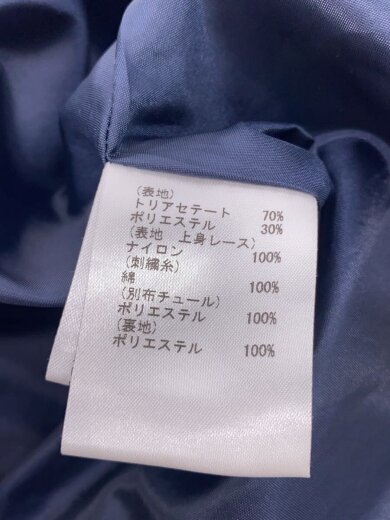 (表地)
トリアセテート 70%
ポリエステル 30%
(表地 上身レース)
ナイロン 100%
(刺繍糸)
綿 100%
(別布チュール)
ポリエステル 100%
(裏地)
ポリエステル 100%